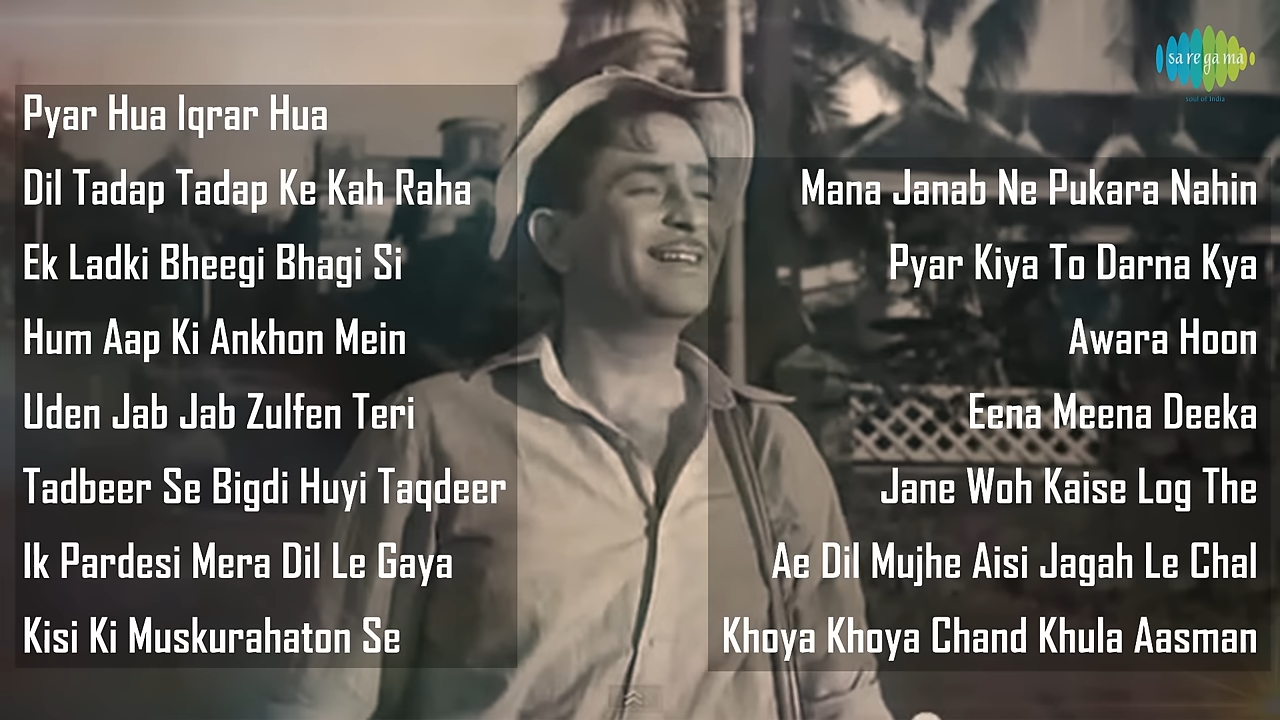 sa re ga ma
soul of India
Pyar Hua Iqrar Hua
Dil Tadap Tadap Ke Kah Raha
Ek Ladki Bheegi Bhagi Si
Hum Aap Ki Ankhon Mein
Uden Jab Jab Zulfen Teri
Tadbeer Se Bigdi Huyi Taqdeer
Ik Pardesi Mera Dil Le Gaya
Kisi Ki Muskurahaton Se
Mana Janab Ne Pukara Nahin
Pyar Kiya To Darna Kya
Awara Hoon
Eena Meena Deeka
Jane Woh Kaise Log The
Ae Dil Mujhe Aisi Jagah Le Chal
Khoya Khoya Chand Khula Aasman